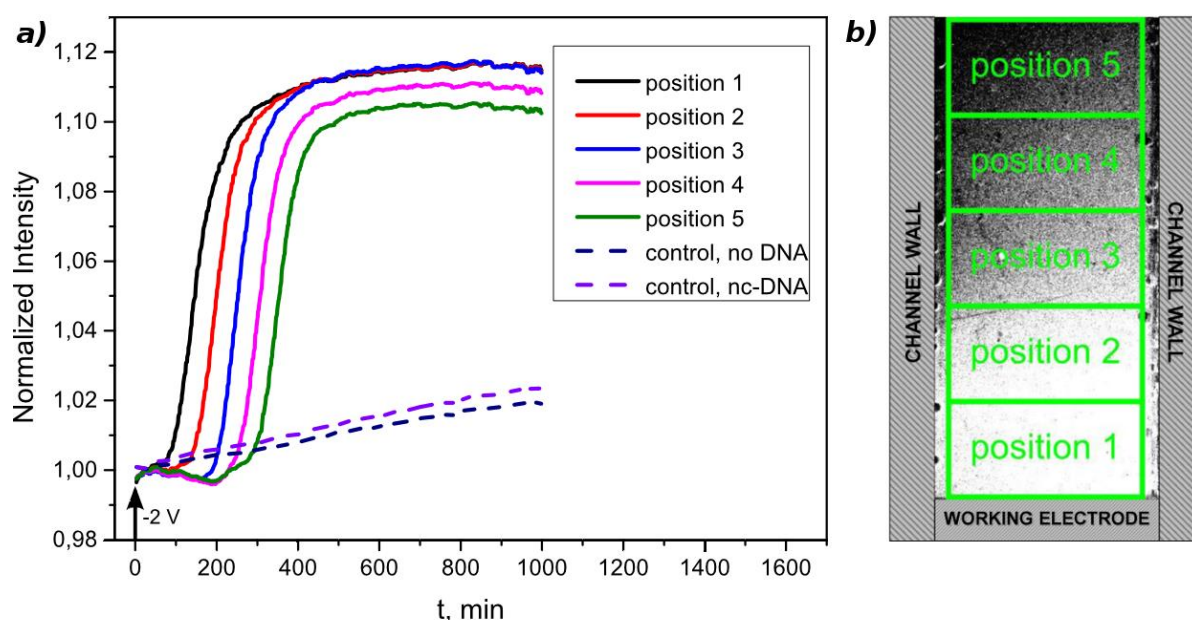 a)
Normalized Intensity
1,12
1,10
1,08
1,06
1,04
1,02
1,00
0,98
-2 V
0 200 400 600 800 1000 1200 1400 1600
t, min
position 1
position 2
position 3
position 4
position 5
control, no DNA
control, nc-DNA
b)
CHANNEL WALL
position 5
position 4
position 3
position 2
position 1
CHANNEL WALL
WORKING ELECTRODE